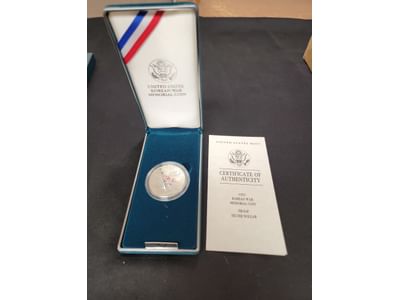 UNITED STATES
KOREAN WAR
MEMORIAL COIN
UNITED STATES MINT
CERTIFICATE OF
AUTHENTICITY
1991
KOREAN WAR
MEMORIAL COIN
PROOF
SILVER DOLLAR